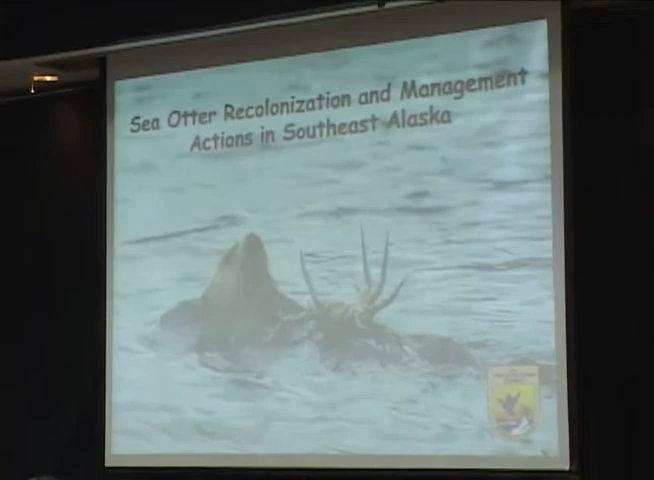 Sea Otter Recolonization and Management
Actions in Southeast Alaska